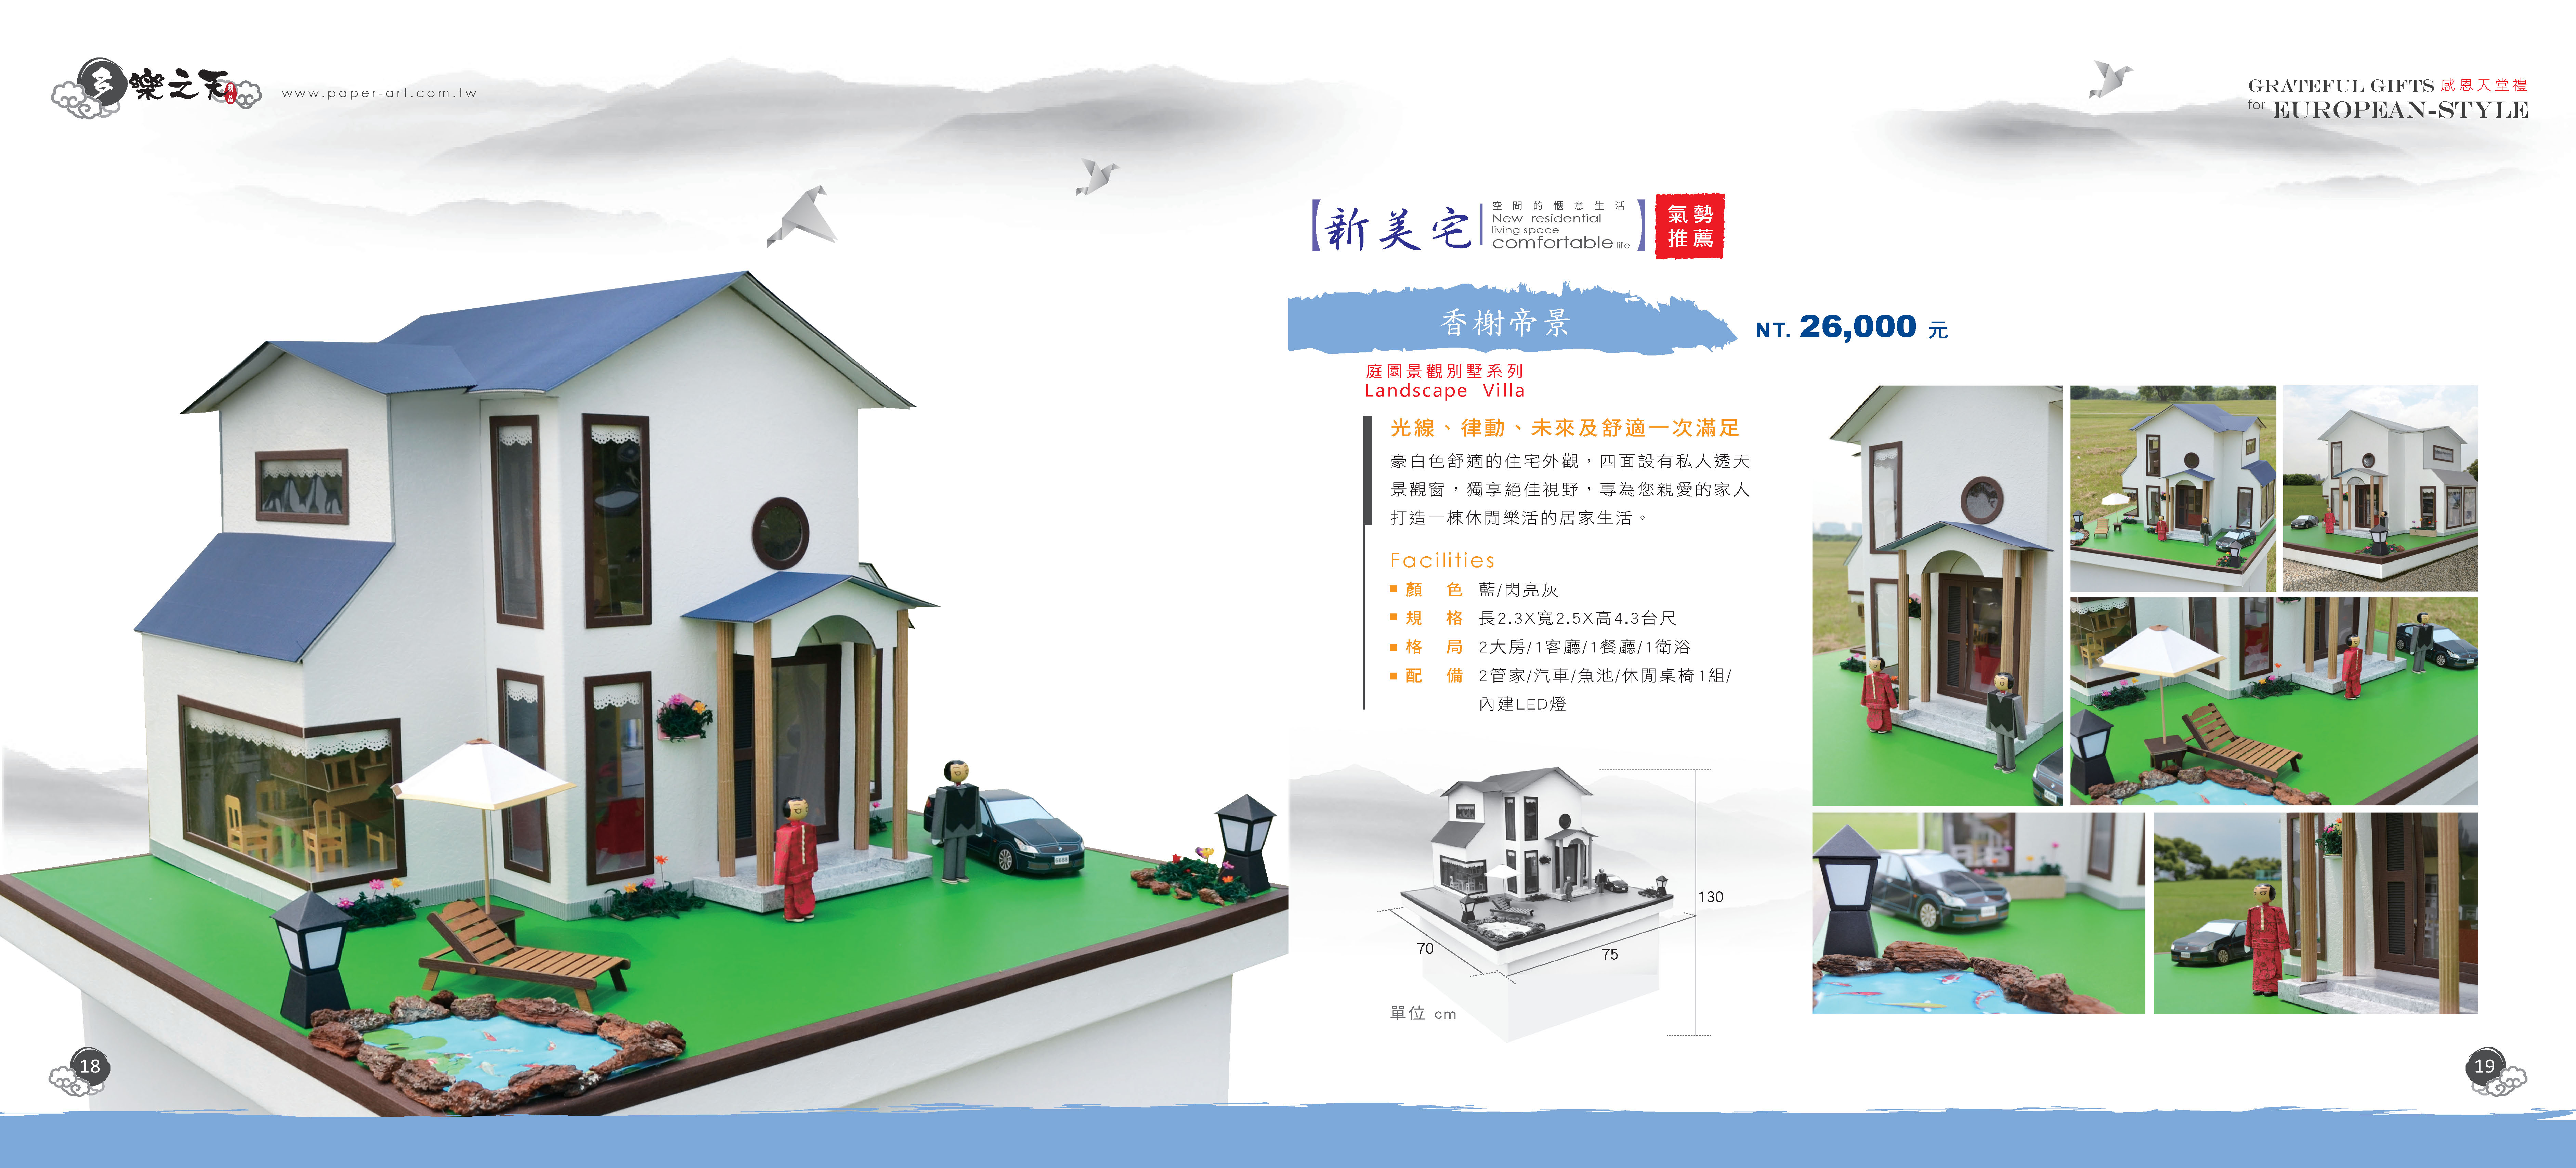 多樂之天
www.paper-art.com.tw
GRATEFUL GIFTS 感恩天堂禮
for EUROPEAN-STYLE
【新美宅
空間的愜意生活
New residential
living space
comfortable life】
氣勢
推薦
香榭帝景
NT. 26,000 元
庭園景觀別墅系列
Landscape Villa
光線、律動、未來及舒適一次滿足
豪白色舒適的住宅外觀，四面設有私人透天
景觀窗，獨享絕佳視野，專為您親愛的家人
打造一棟休閒樂活的居家生活。
Facilities
顏 色 藍/閃亮灰
規 格 長2.3X寬2.5X高4.3台尺
格 局 2大房/1客廳/1餐廳/1衛浴
配 備 2管家/汽車/魚池/休閒桌椅1組/
內建LED燈
130
70
75
單位 cm
18
19